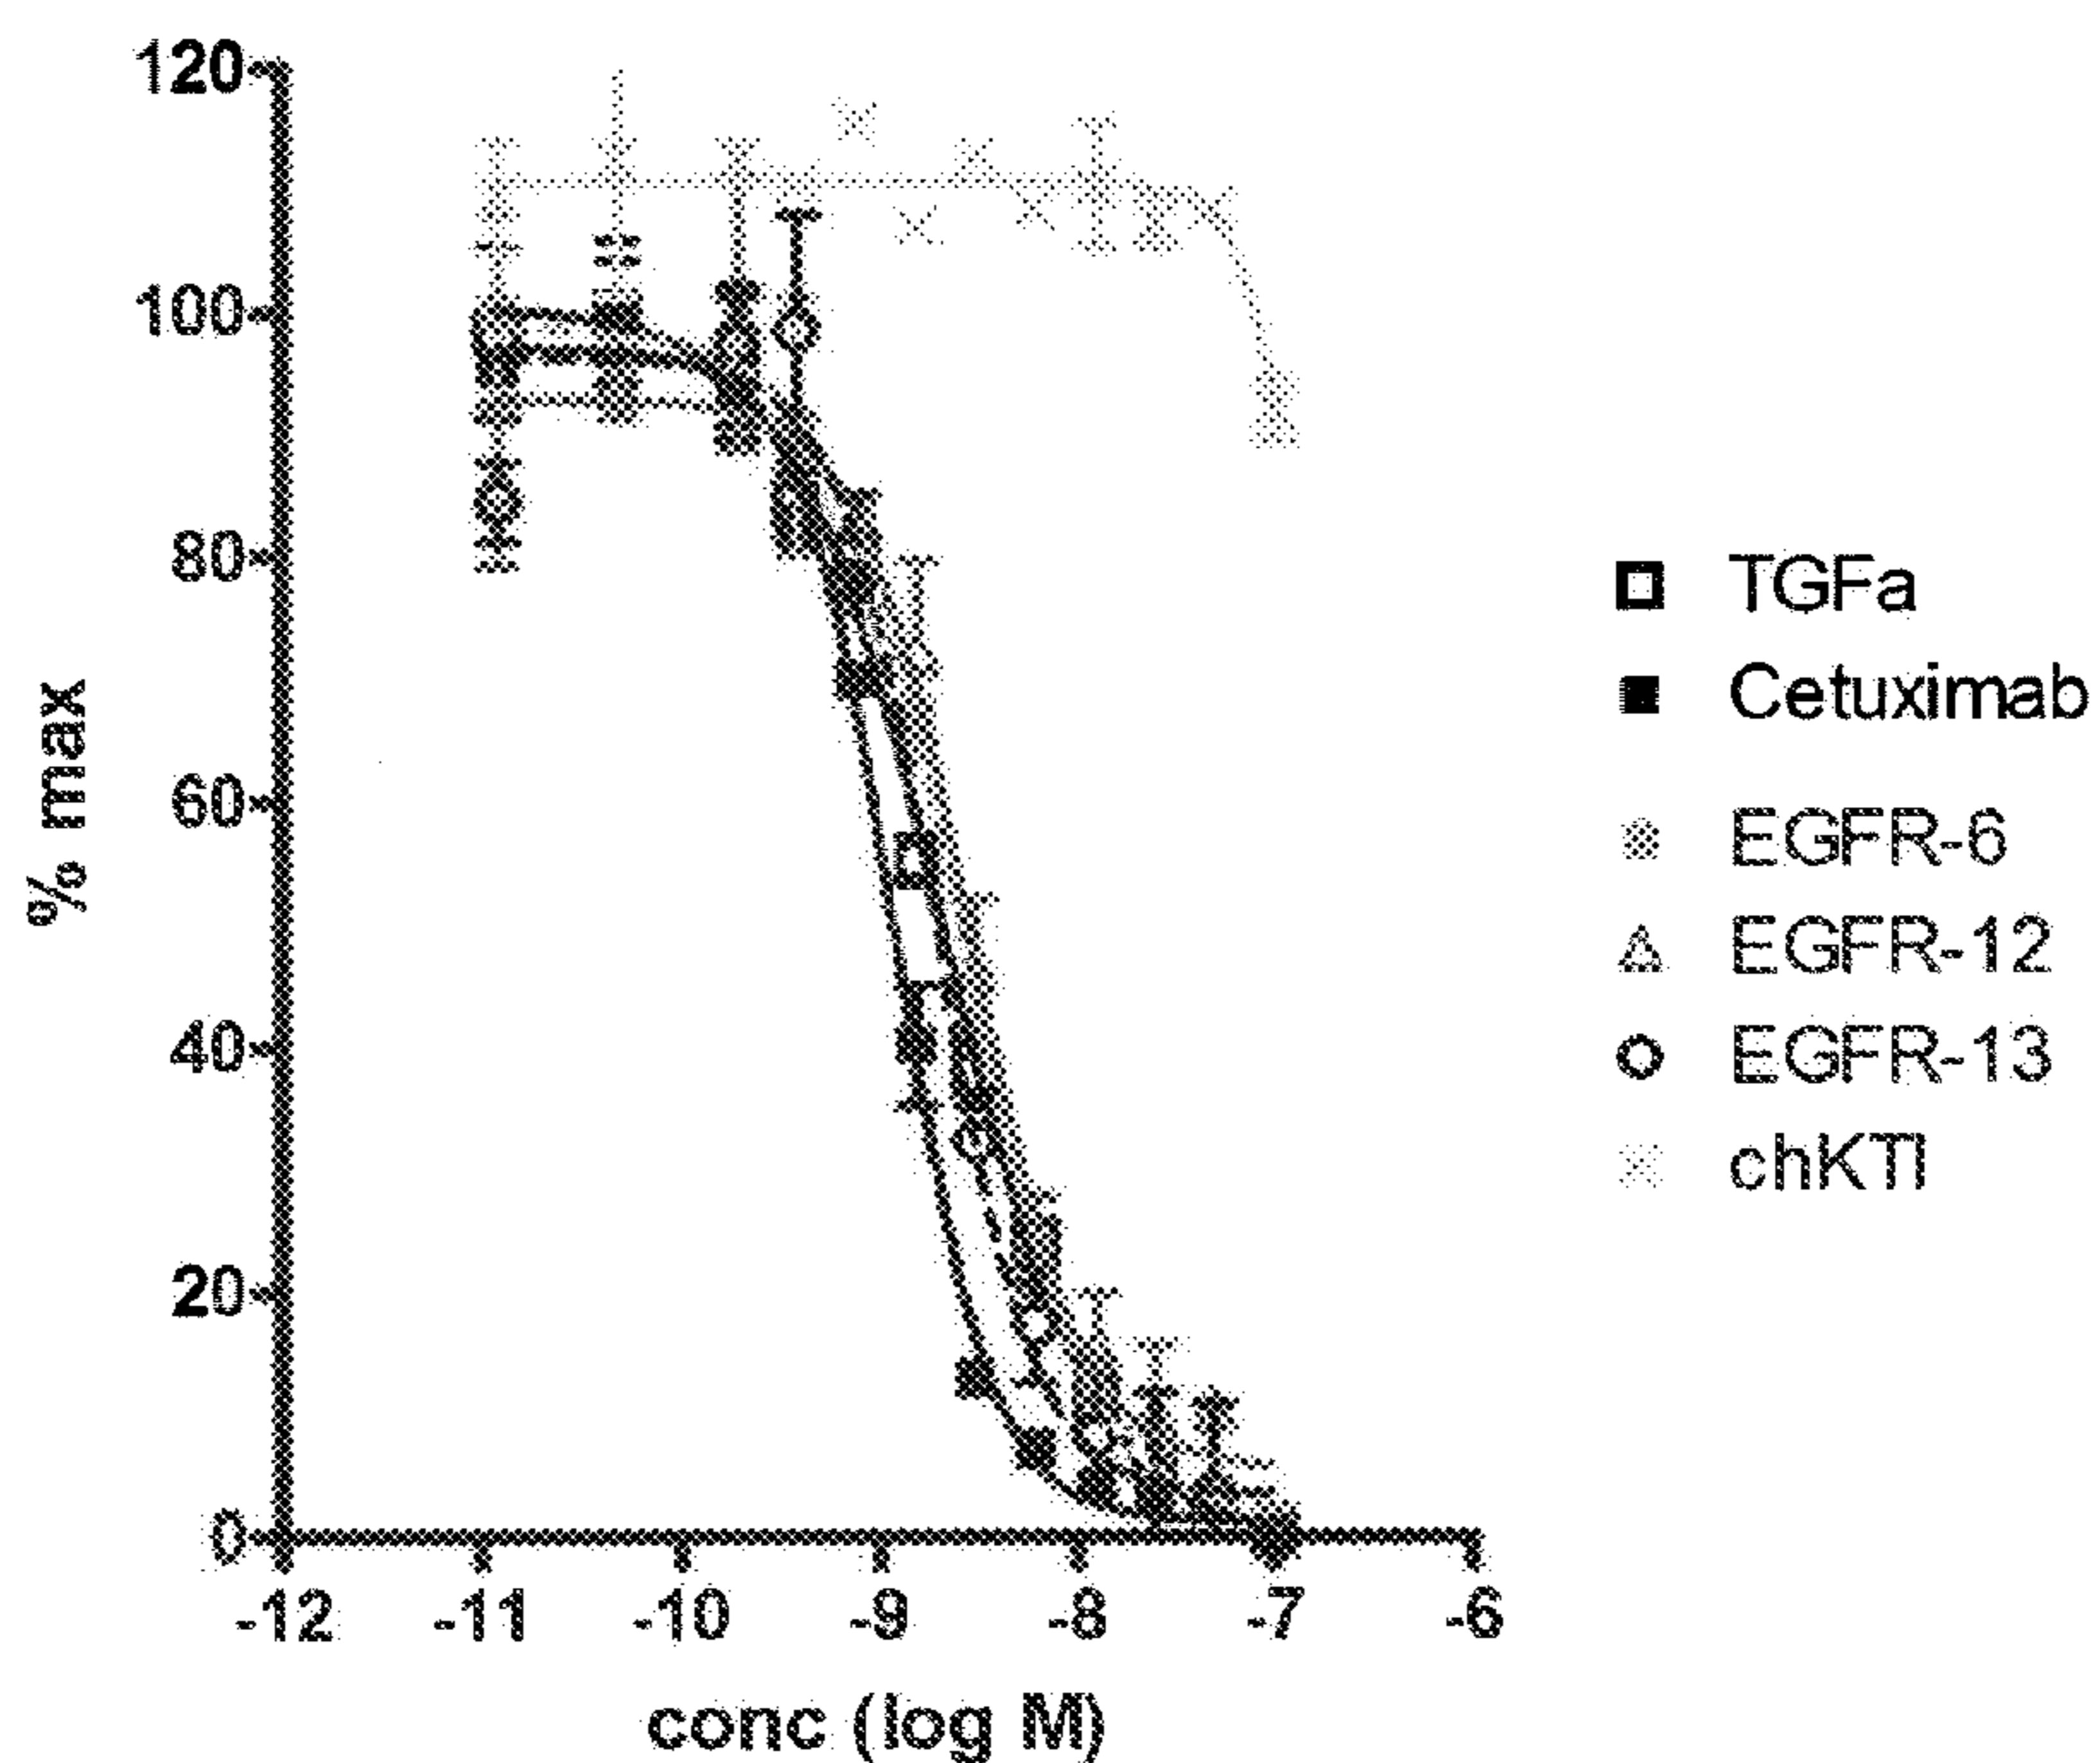 120
100
80
60
40
20
0
% max
-12 -11 -10 -9 -8 -7 -6
conc (log M)
TGFa
Cetuximab
EGFR-6
EGFR-12
EGFR-13
chKTI